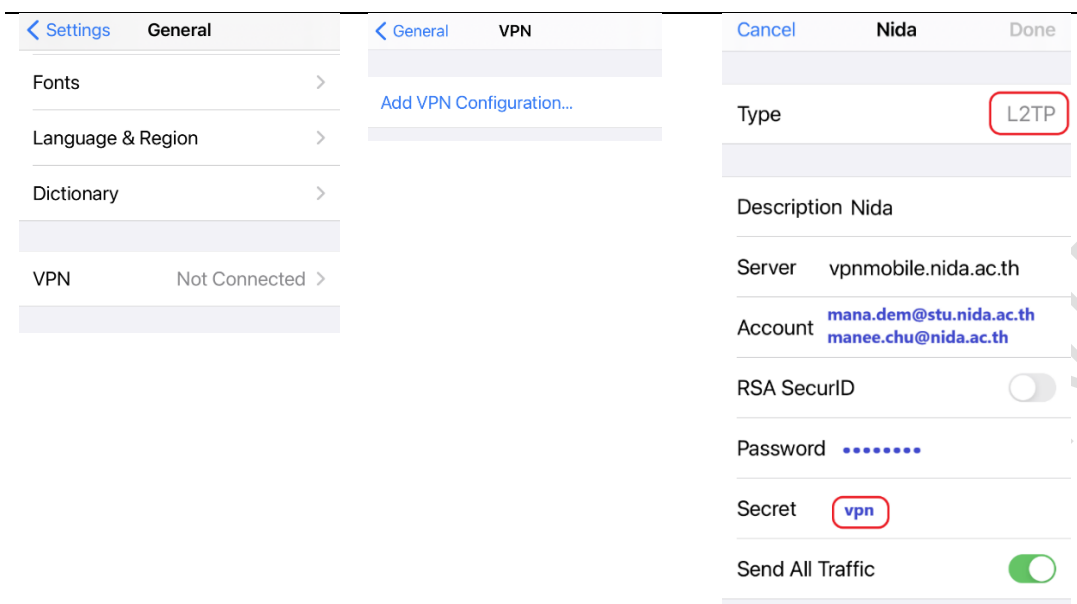 Settings General
Fonts
Language & Region
Dictionary
VPN Not Connected
General VPN
Add VPN Configuration...
Cancel Nida Done
Type L2TP
Description Nida
Server vpnmobile.nida.ac.th
Account mana.dem@stu.nida.ac.th
manee.chu@nida.ac.th
RSA SecurID
Password ••••••••
Secret vpn
Send All Traffic